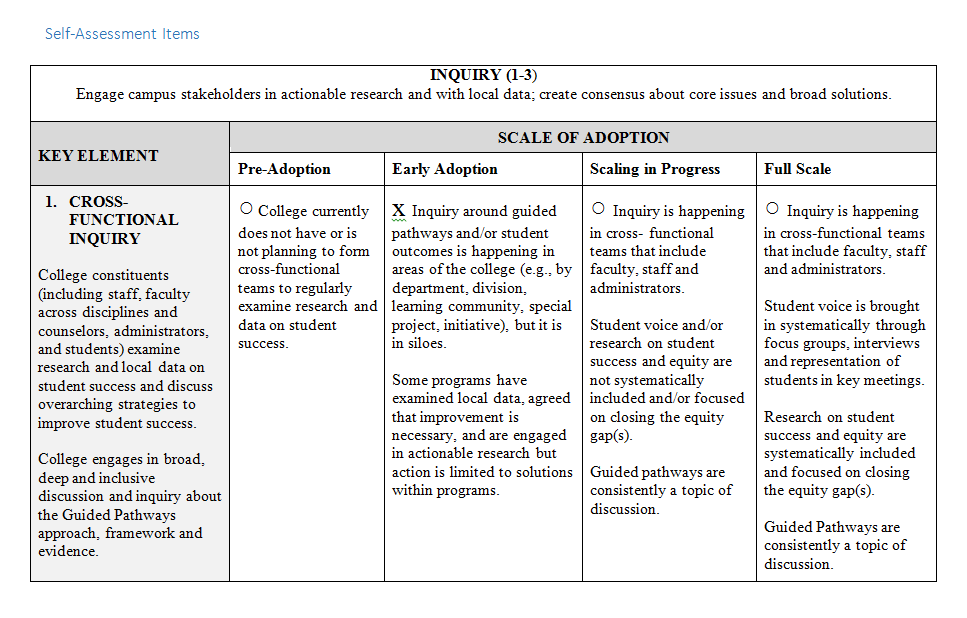 Self-Assessment Items
INQUIRY (1-3)
Engage campus stakeholders in actionable research and with local data; create consensus about core issues and broad solutions.
KEY ELEMENT
SCALE OF ADOPTION
Pre-Adoption
Early Adoption
Scaling in Progress
Full Scale
1. CROSS-
FUNCTIONAL
INQUIRY
College constituents
(including staff, faculty
across disciplines and
counselors, administrators,
and students) examine
research and local data on
student success and discuss
overarching strategies to
improve student success.
College engages in broad,
deep and inclusive
discussion and inquiry about
the Guided Pathways
approach, framework and
evidence.
○ College currently
does not have or is
not planning to form
cross-functional
teams to regularly
examine research and
data on student
success.
X Inquiry around guided
pathways and/or student
outcomes is happening in
areas of the college (e.g., by
department, division,
learning community, special
project, initiative), but it is
in siloes.
Some programs have
examined local data, agreed
that improvement is
necessary, and are engaged
in actionable research but
action is limited to solutions
within programs.
○ Inquiry is happening
in cross- functional
teams that include
faculty, staff and
administrators.
Student voice and/or
research on student
success and equity are
not systematically
included and/or focused
on closing the equity
gap(s).
Guided pathways are
consistently a topic of
discussion.
○ Inquiry is happening
in cross-functional teams
that include faculty, staff
and administrators.
Student voice is brought
in systematically through
focus groups, interviews
and representation of
students in key meetings.
Research on student
success and equity are
systematically included
and focused on closing
the equity gap(s).
Guided Pathways are
consistently a topic of
discussion.